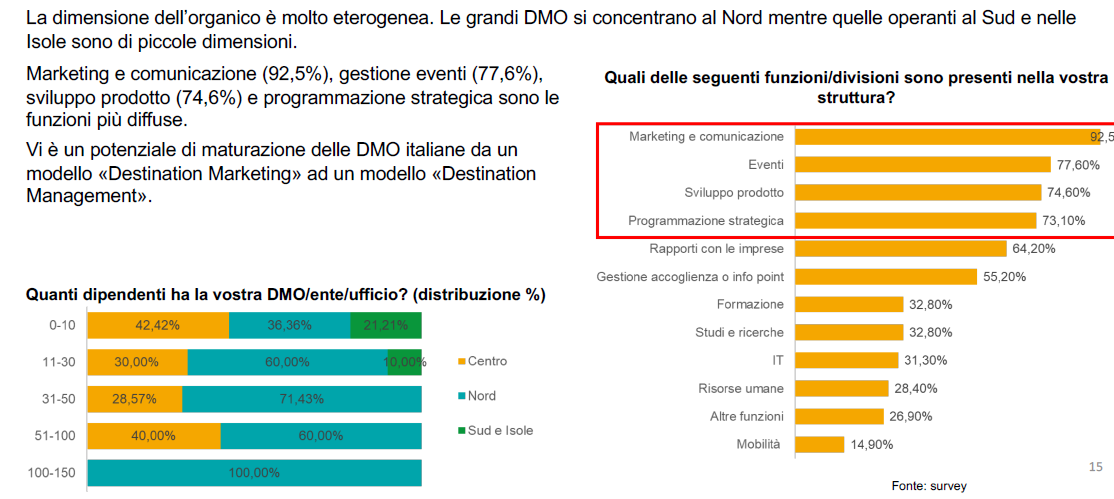 La dimensione dell’organico è molto eterogenea. Le grandi DMO si concentrano al Nord mentre quelle operanti al Sud e nelle
Isole sono di piccole dimensioni.
Marketing e comunicazione (92,5%), gestione eventi (77,6%),
sviluppo prodotto (74,6%) e programmazione strategica sono le
funzioni più diffuse.
Vi è un potenziale di maturazione delle DMO italiane da un
modello «Destination Marketing» ad un modello «Destination
Management».
Quanti dipendenti ha la vostra DMO/ente/ufficio? (distribuzione %)
0-10 42,42% 36,36% 21,21%
11-30 30,00% 60,00% 10,00%
31-50 28,57% 71,43%
51-100 40,00% 60,00%
100-150 100,00%
Centro
Nord
Sud e Isole
Quali delle seguenti funzioni/divisioni sono presenti nella vostra
struttura?
Marketing e comunicazione 92,5
Eventi 77,60%
Sviluppo prodotto 74,60%
Programmazione strategica 73,10%
Rapporti con le imprese 64,20%
Gestione accoglienza o info point 55,20%
Formazione 32,80%
Studi e ricerche 32,80%
IT 31,30%
Risorse umane 28,40%
Altre funzioni 26,90%
Mobilità 14,90%
15
Fonte: survey